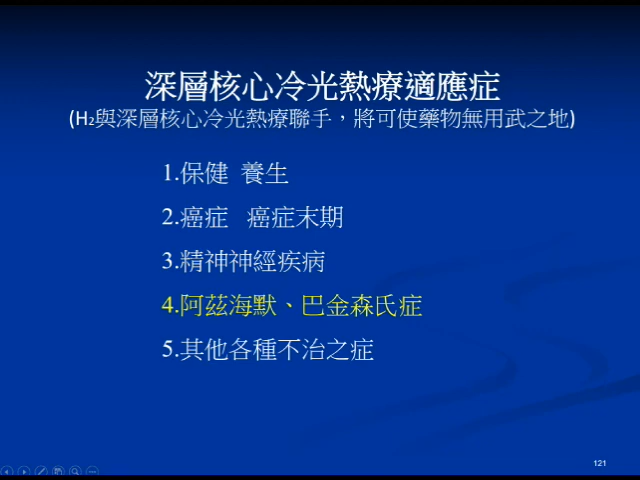 深層核心冷光熱療適應症
(H₂與深層核心冷光熱療聯手，將可使藥物無用武之地)
1.保健 養生
2.癌症 癌症末期
3.精神神經疾病
4.阿茲海默、巴金森氏症
5.其他各種不治之症
121